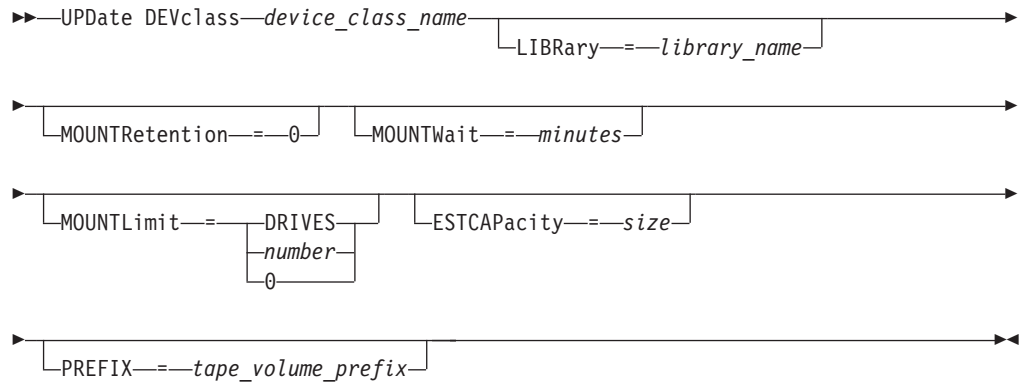 UPDate DEVclass device_class_name
LIBRary = library_name
MOUNTRetention = 0 MOUNTWait = minutes
MOUNTLimit = DRIVES ESTCAPacity = size
number
0
PREFIX = tape_volume_prefix